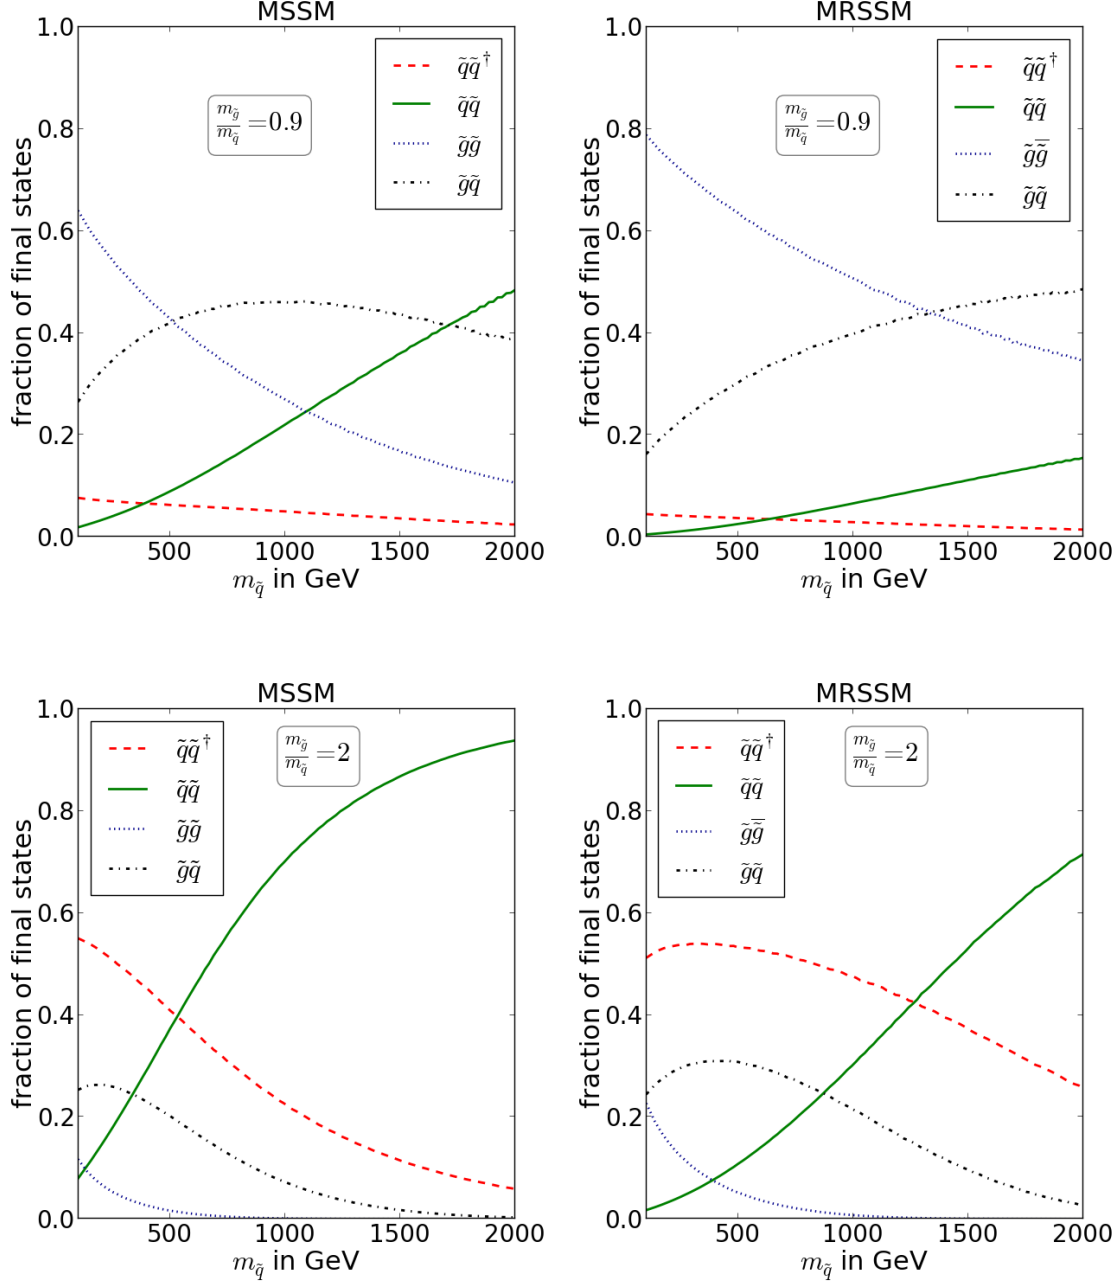 MSSM
fraction of final states
1.0
0.8
0.6
0.4
0.2
0.0
500 1000 1500 2000
m_q̃ in GeV
m_g̃/m_q̃ = 0.9
q̃q̃†
q̃q̃
g̃g̃
g̃q̃
MRSSM
fraction of final states
1.0
0.8
0.6
0.4
0.2
0.0
500 1000 1500 2000
m_q̃ in GeV
m_g̃/m_q̃ = 0.9
q̃q̃†
q̃q̃
g̃g̃̅
g̃q̃
MSSM
fraction of final states
1.0
0.8
0.6
0.4
0.2
0.0
500 1000 1500 2000
m_q̃ in GeV
q̃q̃†
q̃q̃
g̃g̃
g̃q̃
m_g̃/m_q̃ = 2
MRSSM
fraction of final states
1.0
0.8
0.6
0.4
0.2
0.0
500 1000 1500 2000
m_q̃ in GeV
q̃q̃†
q̃q̃
g̃g̃̅
g̃q̃
m_g̃/m_q̃ = 2